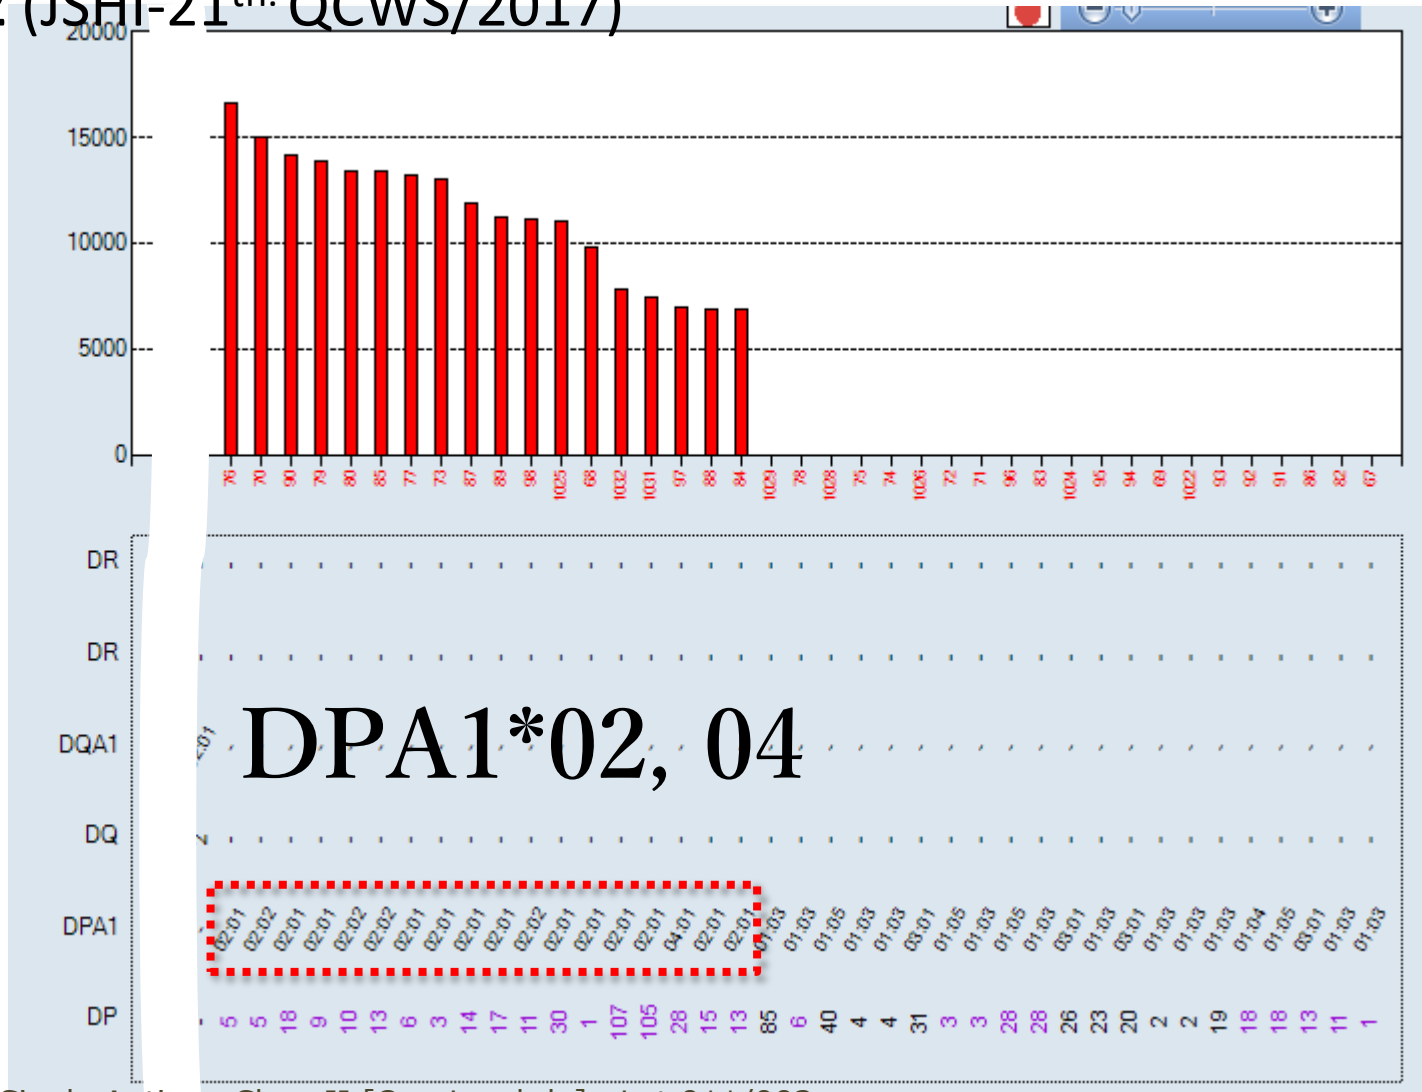 (JSHI-21th. QCWS/2017)
20000
15000
10000
5000
0
76 70 90 79 80 85 77 73 87 89 98 1025 68 1032 1031 97 88 84 1029 78 1028 75 74 1026 72 71 96 83 1024 95 94 69 1022 93 92 91 86 82 67
DR - - - - - - - - - - - - - - - - - - - - - - - - - - - - - - - - - - - - - - -
DR - - - - - - - - - - - - - - - - - - - - - - - - - - - - - - - - - - - - - - -
DQA1
DPA1*02, 04
DQ - - - - - - - - - - - - - - - - - - - - - - - - - - - - - - - - - - - - - - -
DPA1 02:01 02:02 02:01 02:01 02:02 02:02 02:01 02:01 02:01 02:01 02:02 02:01 02:01 02:01 02:01 04:01 02:01 02:01 01:03 01:03 01:05 01:03 01:03 03:01 01:05 01:03 01:05 01:03 03:01 01:03 03:01 01:03 01:03 01:03 01:04 01:05 03:01 01:03 01:03
DP - 5 5 18 9 10 13 6 3 14 17 11 30 1 107 105 28 15 13 85 6 40 4 4 31 3 3 28 28 26 23 20 2 2 19 18 18 13 11 1